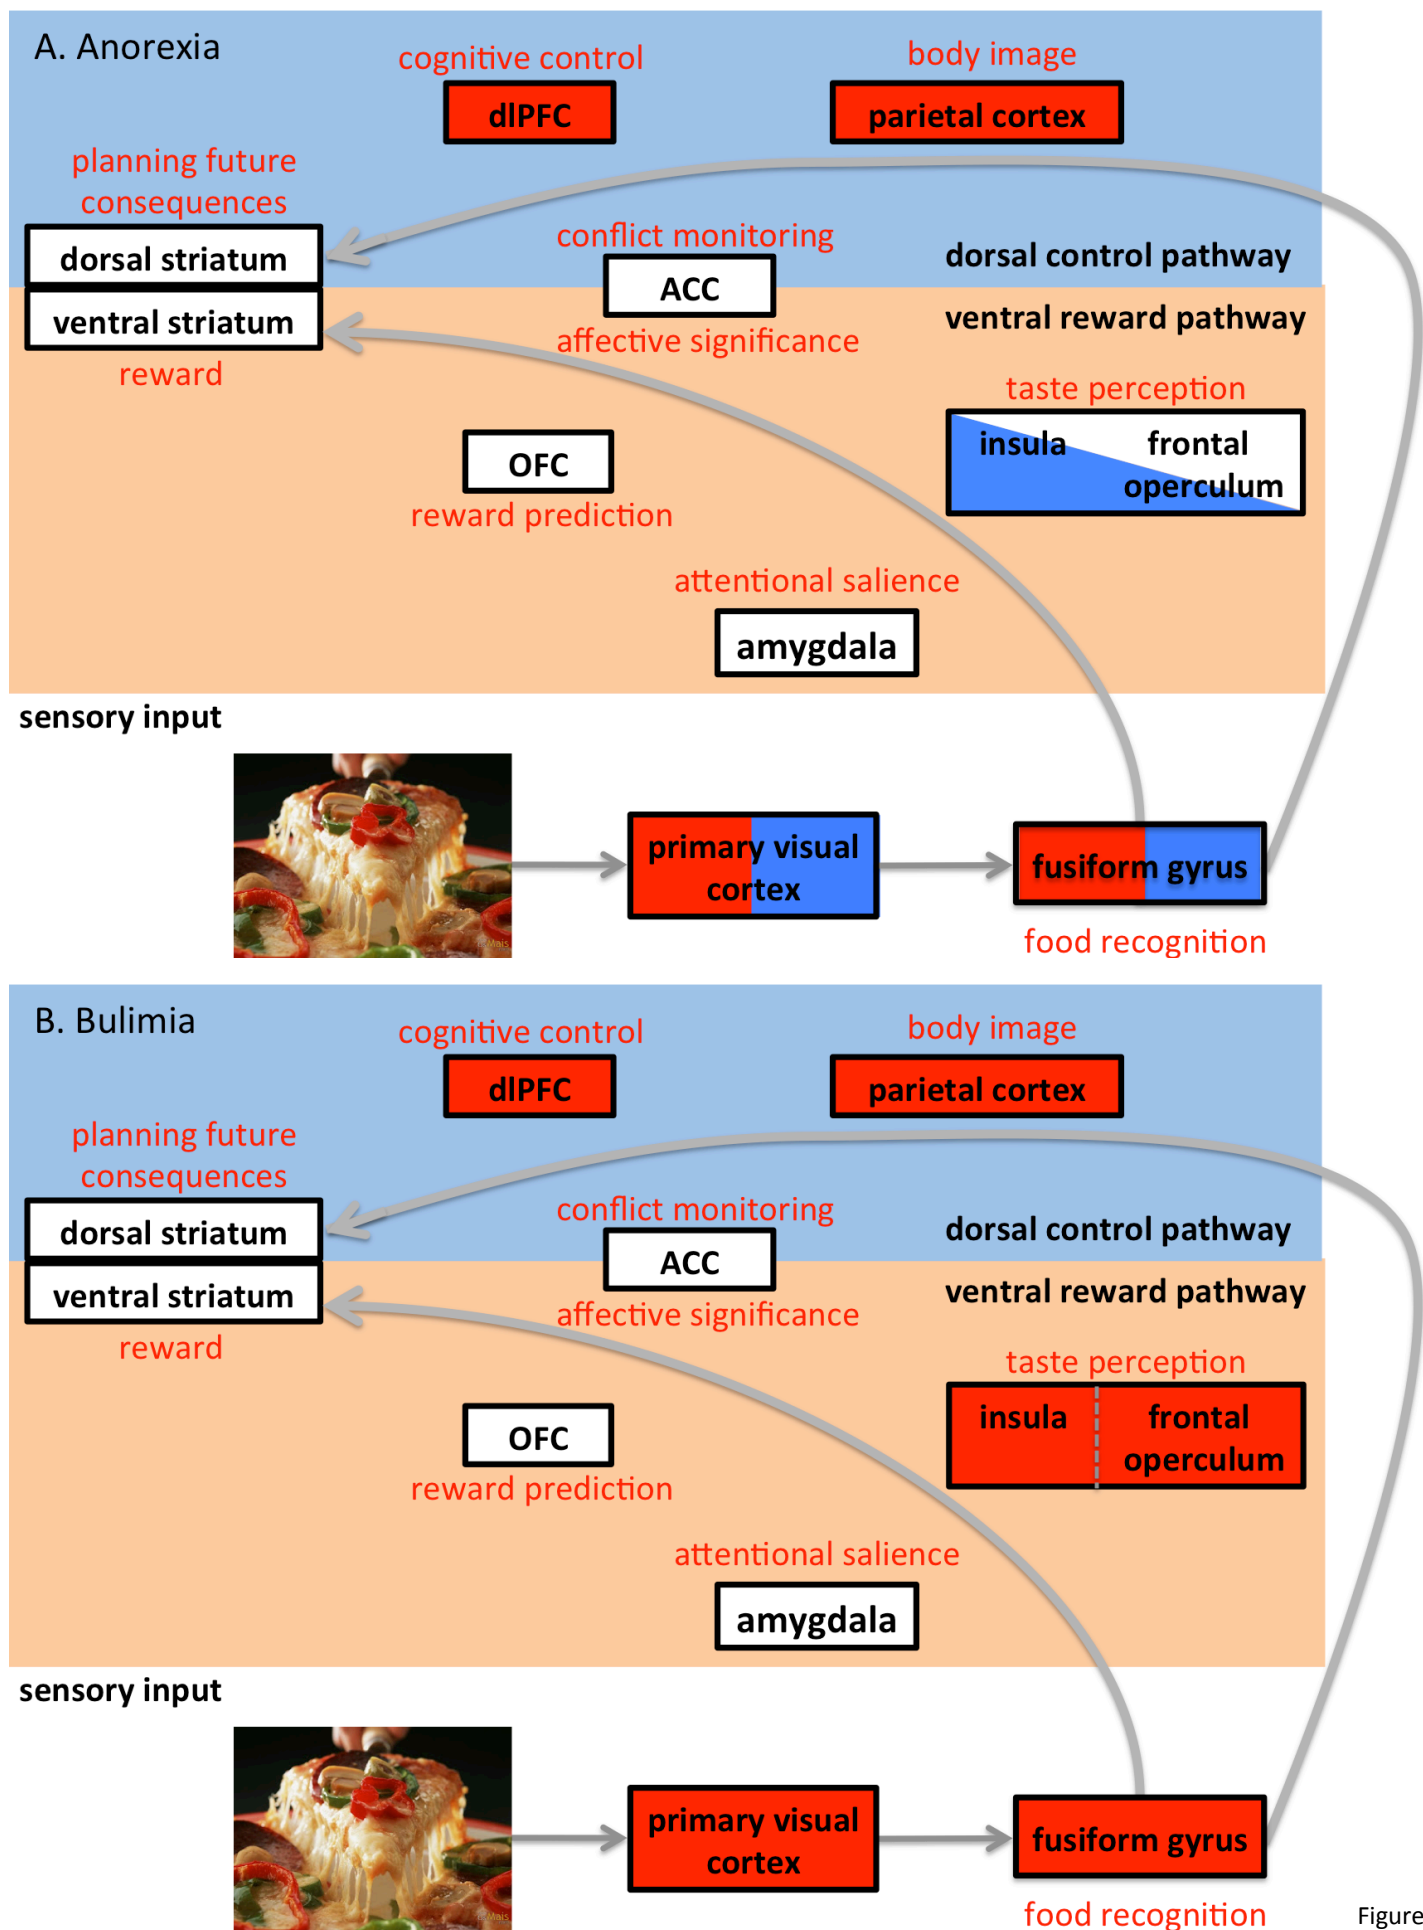 A. Anorexia
cognitive control
body image
dlPFC
parietal cortex
planning future
consequences
dorsal striatum
conflict monitoring
dorsal control pathway
ACC
ventral striatum
ventral reward pathway
affective significance
reward
taste perception
insula
frontal
operculum
OFC
reward prediction
attentional salience
amygdala
sensory input
primary visual
cortex
fusiform gyrus
Mais
food recognition
B. Bulimia
cognitive control
body image
dlPFC
parietal cortex
planning future
consequences
dorsal striatum
conflict monitoring
dorsal control pathway
ACC
ventral striatum
ventral reward pathway
affective significance
reward
taste perception
insula
frontal
operculum
OFC
reward prediction
attentional salience
amygdala
sensory input
primary visual
cortex
fusiform gyrus
Mais
food recognition
Figure